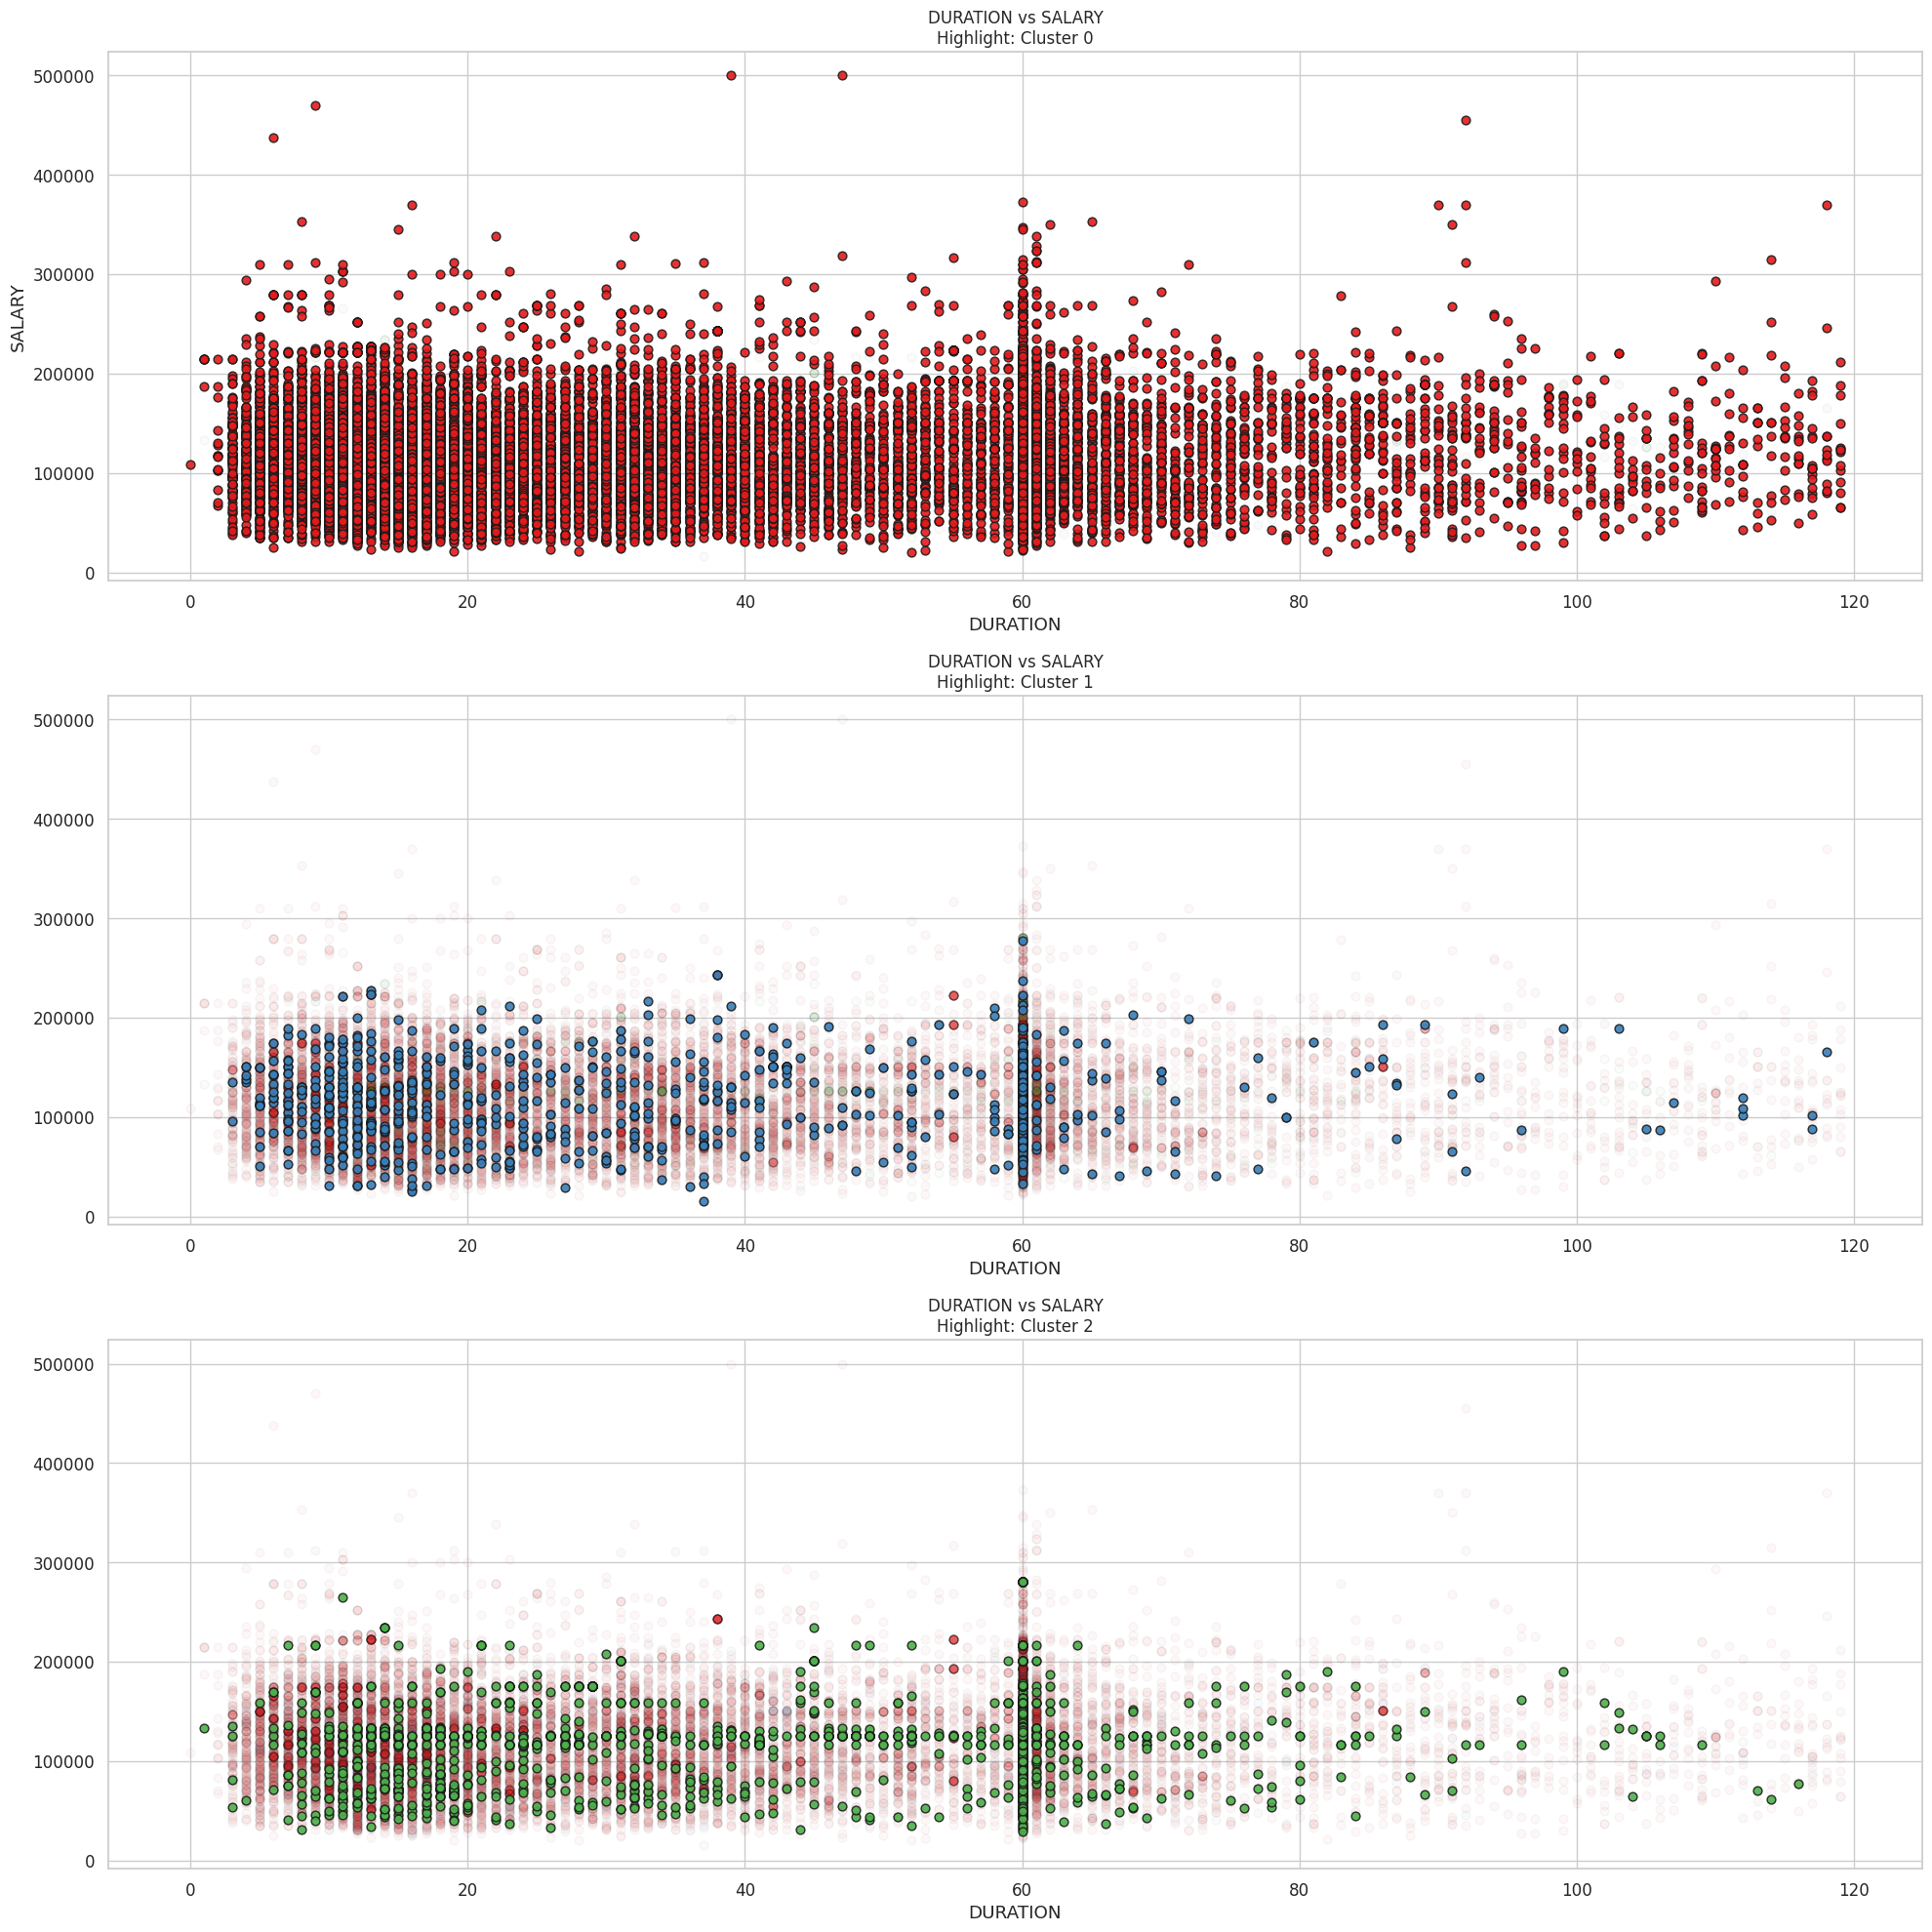 DURATION vs SALARY
Highlight: Cluster 0
500000
400000
300000
200000
100000
0
SALARY
0 20 40 60 80 100 120
DURATION
DURATION vs SALARY
Highlight: Cluster 1
500000
400000
300000
200000
100000
0
0 20 40 60 80 100 120
DURATION
DURATION vs SALARY
Highlight: Cluster 2
500000
400000
300000
200000
100000
0
0 20 40 60 80 100 120
DURATION